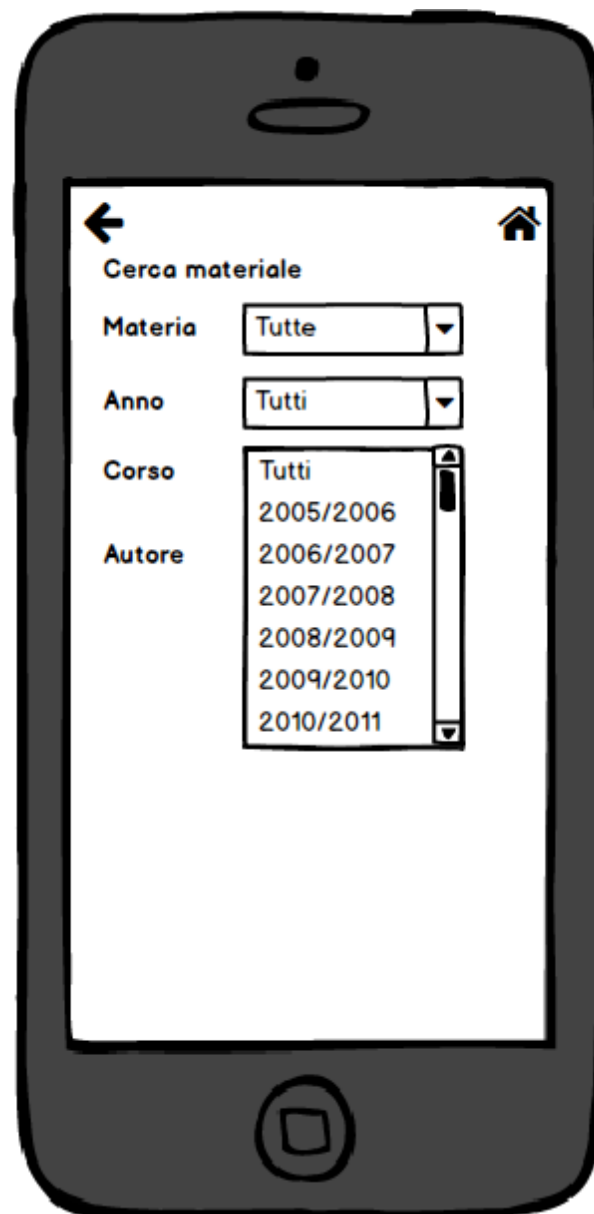 Cerca materiale
Materia Tutte
Anno Tutti
Corso Tutti
2005/2006
Autore 2006/2007
2007/2008
2008/2009
2009/2010
2010/2011